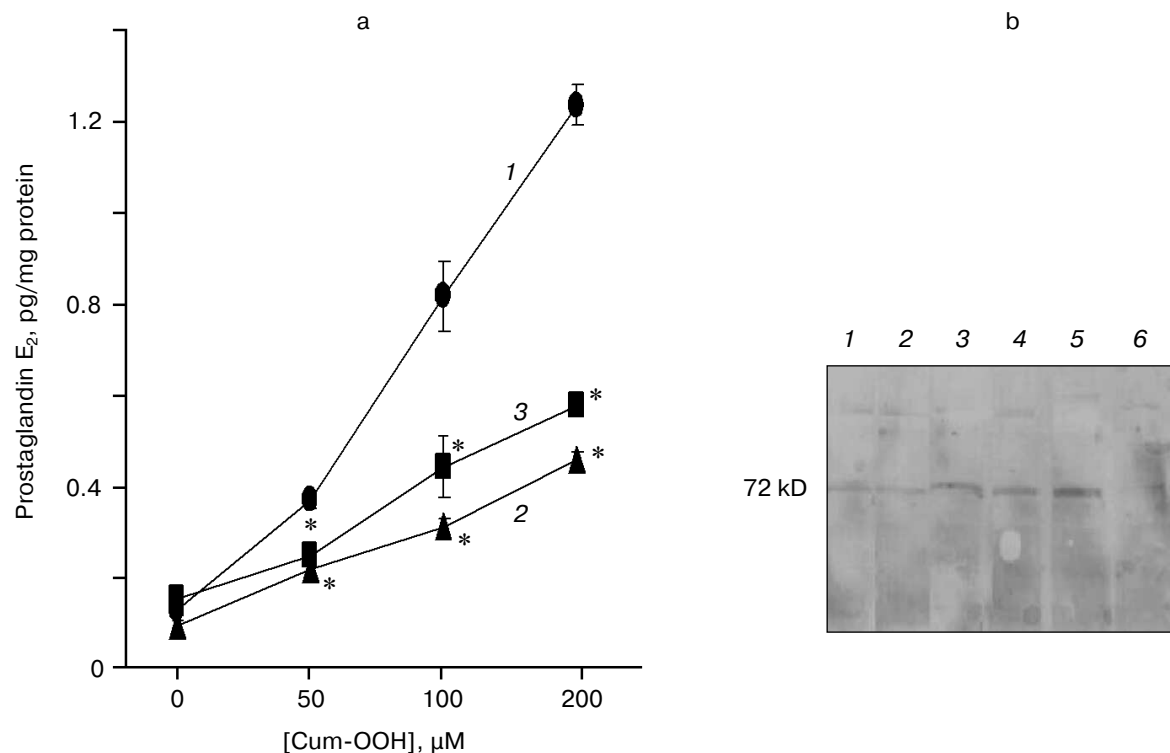 a
b
Prostaglandin E₂, pg/mg protein
1.2
0.8
0.4
0
1
3
*
*
*
*
2
*
*
0
50
100
200
[Cum-OOH], µM
1 2 3 4 5 6
72 kD